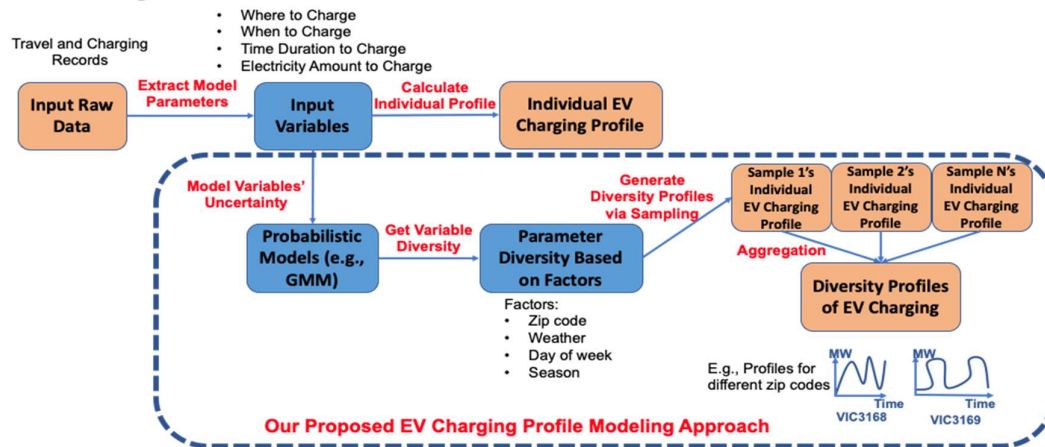 • Where to Charge
• When to Charge
• Time Duration to Charge
• Electricity Amount to Charge
Travel and Charging
Records
Extract Model
Parameters
Calculate
Individual Profile
Input Raw
Data
Input
Variables
Individual EV
Charging Profile
Model Variables'
Uncertainty
Generate
Diversity Profiles
via Sampling
Sample 1's
Individual
EV Charging
Profile
Sample 2's
Individual
EV Charging
Profile
Sample N's
Individual
EV Charging
Profile
Probabilistic
Models (e.g.,
GMM)
Get Variable
Diversity
Parameter
Diversity Based
on Factors
Aggregation
Diversity Profiles
of EV Charging
Factors:
• Zip code
• Weather
• Day of week
• Season
E.g., Profiles for
different zip codes
MW
Time
VIC3168
MW
Time
VIC3169
Our Proposed EV Charging Profile Modeling Approach